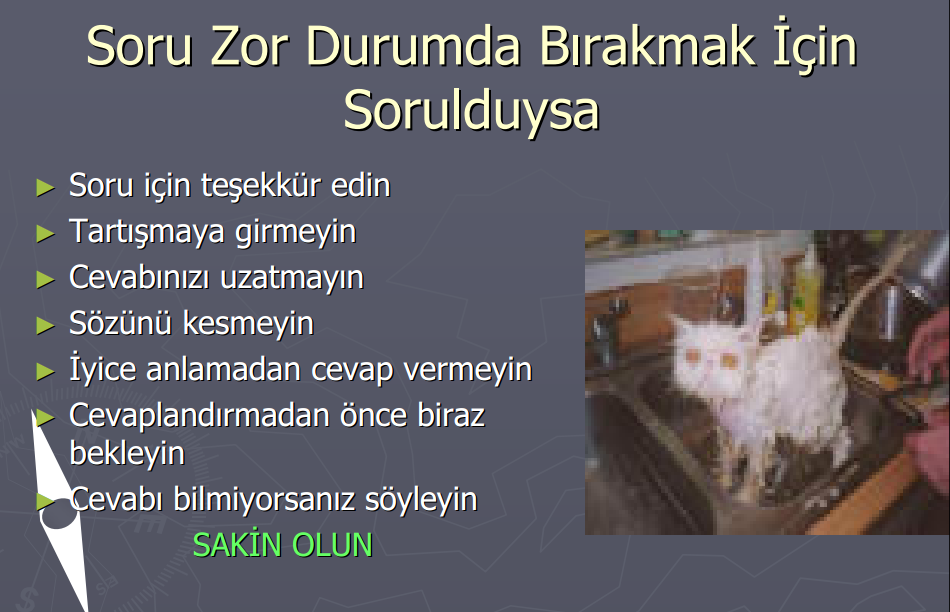 Soru Zor Durumda Bırakmak İçin
Sorulduysa
► Soru için teşekkür edin
► Tartışmaya girmeyin
► Cevabınızı uzatmayın
► Sözünü kesmeyin
► İyice anlamadan cevap vermeyin
► Cevaplandırmadan önce biraz
bekleyin
► Cevabı bilmiyorsanız söyleyin
SAKİN OLUN